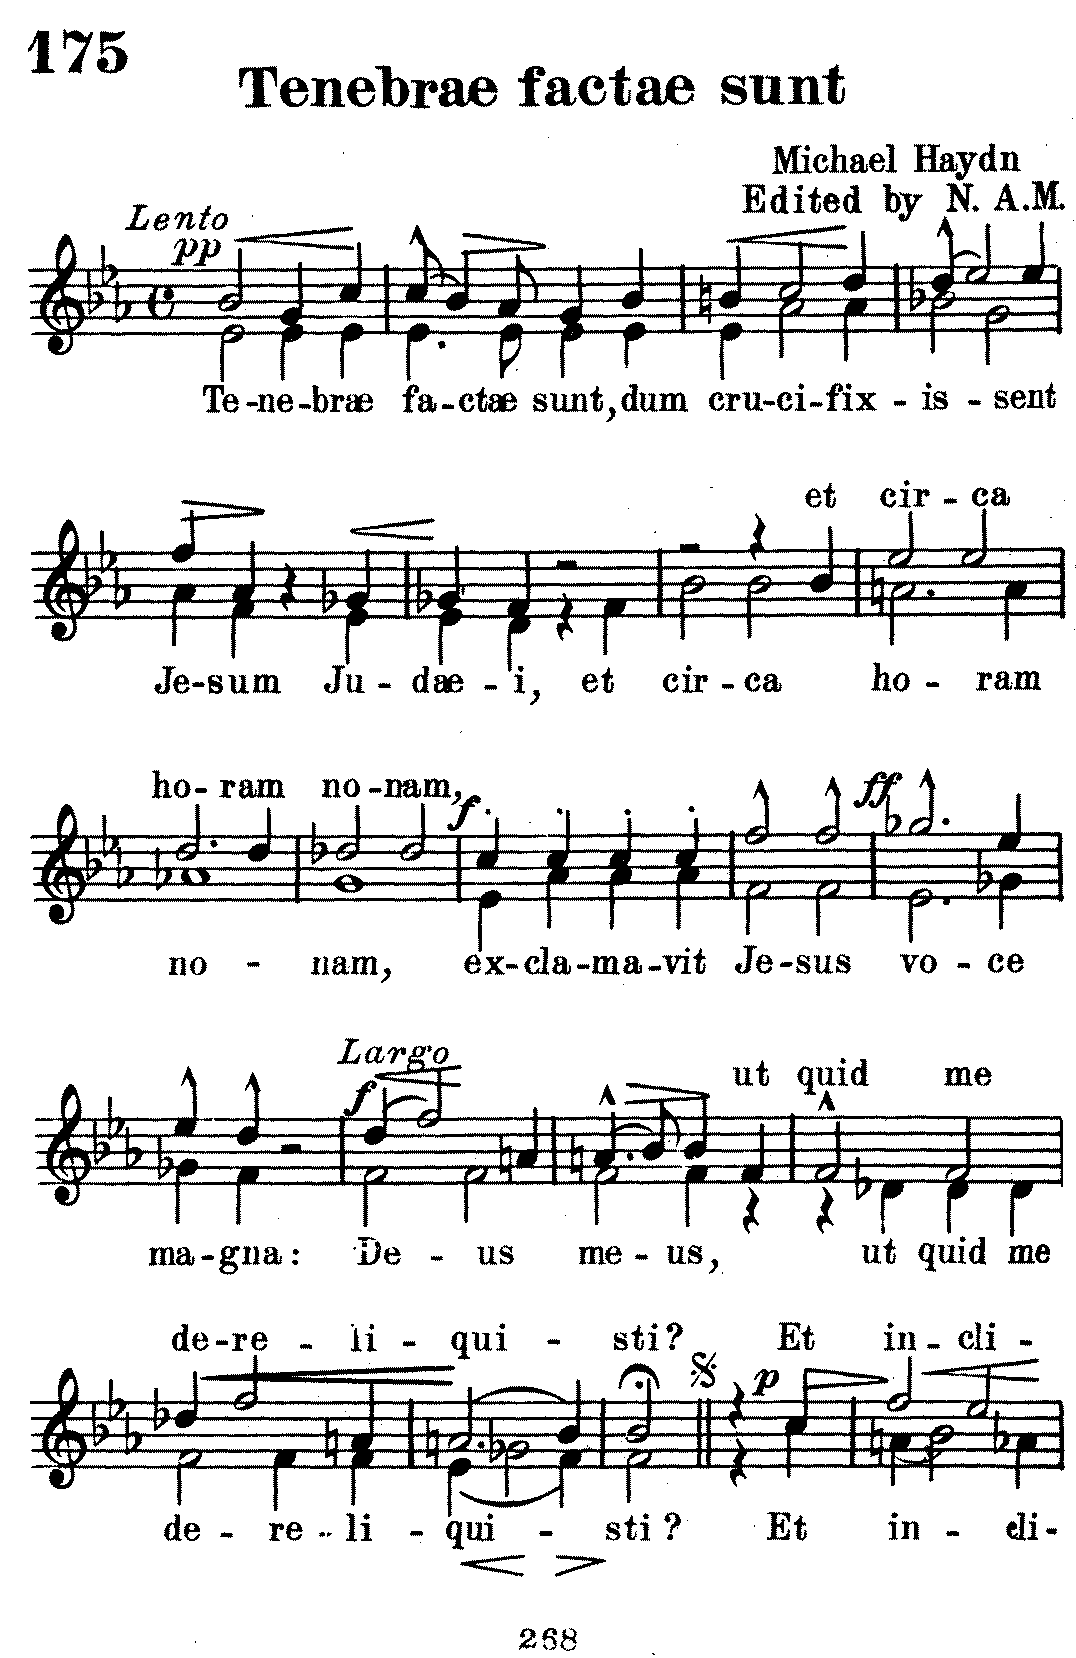 175
Tenebrae factae sunt
Michael Haydn
Edited by N. A. M.
Lento
pp
Te-ne-bræ fa-ctæ sunt, dum cru-ci-fix - is - sent
et cir - ca
Je-sum Ju - dæ - i, et cir - ca ho - ram
ho - ram no - nam,
f ff
no - nam, ex-cla-ma-vit Je-sus vo - ce
Largo
f
ut quid me
ma-gna: De - us me - us, ut quid me
de-re - li - qui - sti? Et in - cli -
p
de - re - li - qui - sti? Et in - cli-
268